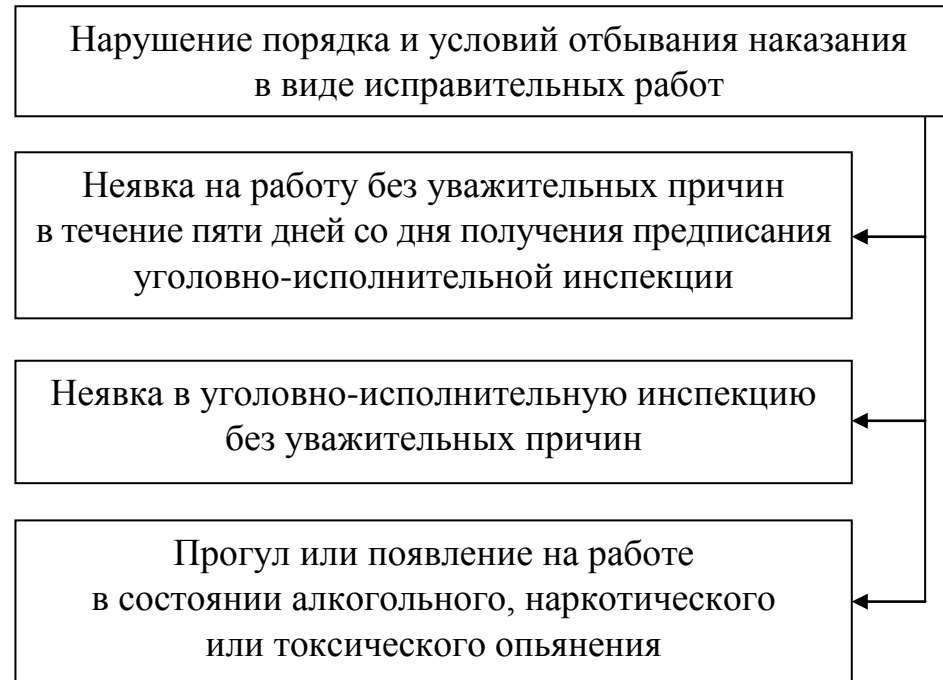 Нарушение порядка и условий отбывания наказания
в виде исправительных работ
Неявка на работу без уважительных причин
в течение пяти дней со дня получения предписания
уголовно-исполнительной инспекции
Неявка в уголовно-исполнительную инспекцию
без уважительных причин
Прогул или появление на работе
в состоянии алкогольного, наркотического
или токсического опьянения